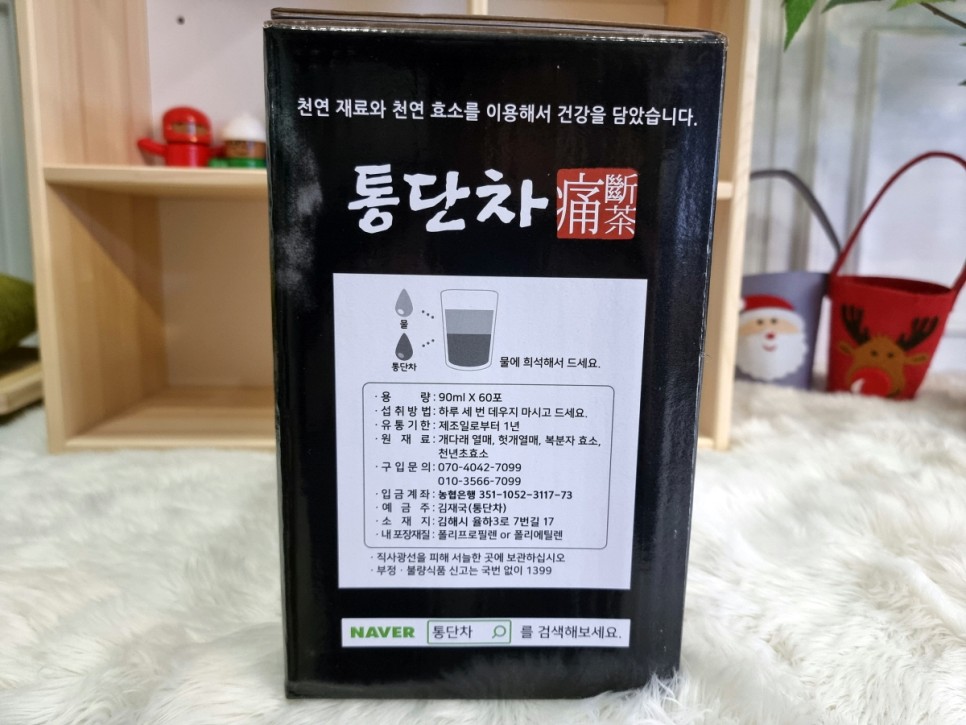 천연 재료와 천연 효소를 이용해서 건강을 담았습니다.
통단차 痛斷茶
물
통단차
물에 희석해서 드세요.
· 용 량 : 90ml X 60포
· 섭 취 방 법 : 하루 세 번 데우지 마시고 드세요.
· 유 통 기 한 : 제조일로부터 1년
· 원 재 료 : 개다래 열매, 헛개열매, 복분자 효소,
천년초효소
· 구 입 문 의 : 070-4042-7099
010-3566-7099
· 입 금 계 좌 : 농협은행 351-1052-3117-73
· 예 금 주 : 김재국(통단차)
· 소 재 지 : 김해시 율하3로 7번길 17
· 내 포장재질 : 폴리프로필렌 or 폴리에틸렌
· 직사광선을 피해 서늘한 곳에 보관하십시오
· 부정 · 불량식품 신고는 국번 없이 1399
NAVER 통단차 를 검색해보세요.